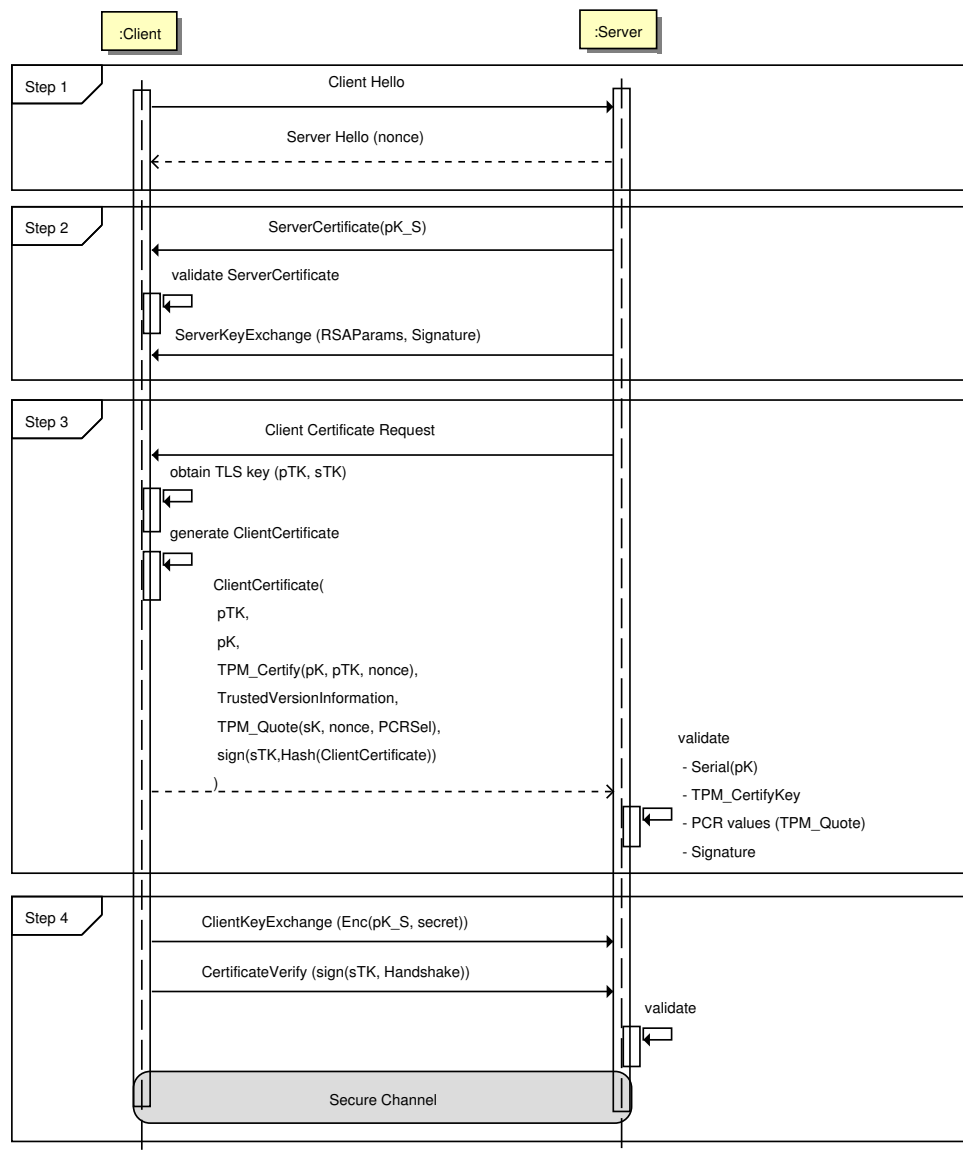 :Client
:Server
Step 1
Client Hello
Server Hello (nonce)
Step 2
ServerCertificate(pK_S)
validate ServerCertificate
ServerKeyExchange (RSAParams, Signature)
Step 3
Client Certificate Request
obtain TLS key (pTK, sTK)
generate ClientCertificate
ClientCertificate(
pTK,
pK,
TPM_Certify(pK, pTK, nonce),
TrustedVersionInformation,
TPM_Quote(sK, nonce, PCRSel),
sign(sTK,Hash(ClientCertificate))
)
validate
- Serial(pK)
- TPM_CertifyKey
- PCR values (TPM_Quote)
- Signature
Step 4
ClientKeyExchange (Enc(pK_S, secret))
CertificateVerify (sign(sTK, Handshake))
validate
Secure Channel